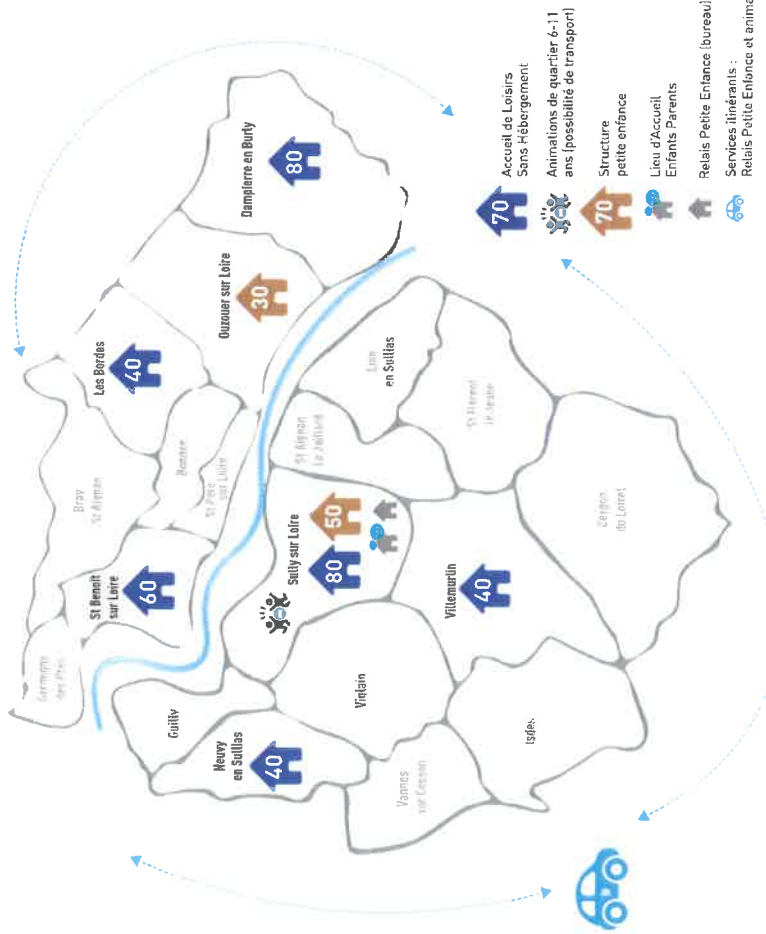 Germigny
des Prés
Bray
St Aignan
Les Bordes
40
Bonnée
St Père
sur Loire
St Benoît
sur Loire
60
Ouzouer sur Loire
30
Dampierre en Burly
80
Guilly
Neuvy
en Sullias
40
Sully sur Loire
80
50
St Aignan
Le Jaillard
Lion
en Sullias
Viglain
Villemurlin
40
St Florent
le Jeune
Vannes
sur Cosson
Isdes
Cerdon
du Loiret
70
Accueil de Loisirs
Sans Hébergement
Animations de quartier 6-11
ans (possibilité de transport)
70
Structure
petite enfance
Lieu d'Accueil
Enfants Parents
Relais Petite Enfance (bureau)
Services itinérants :
Relais Petite Enfance et anima